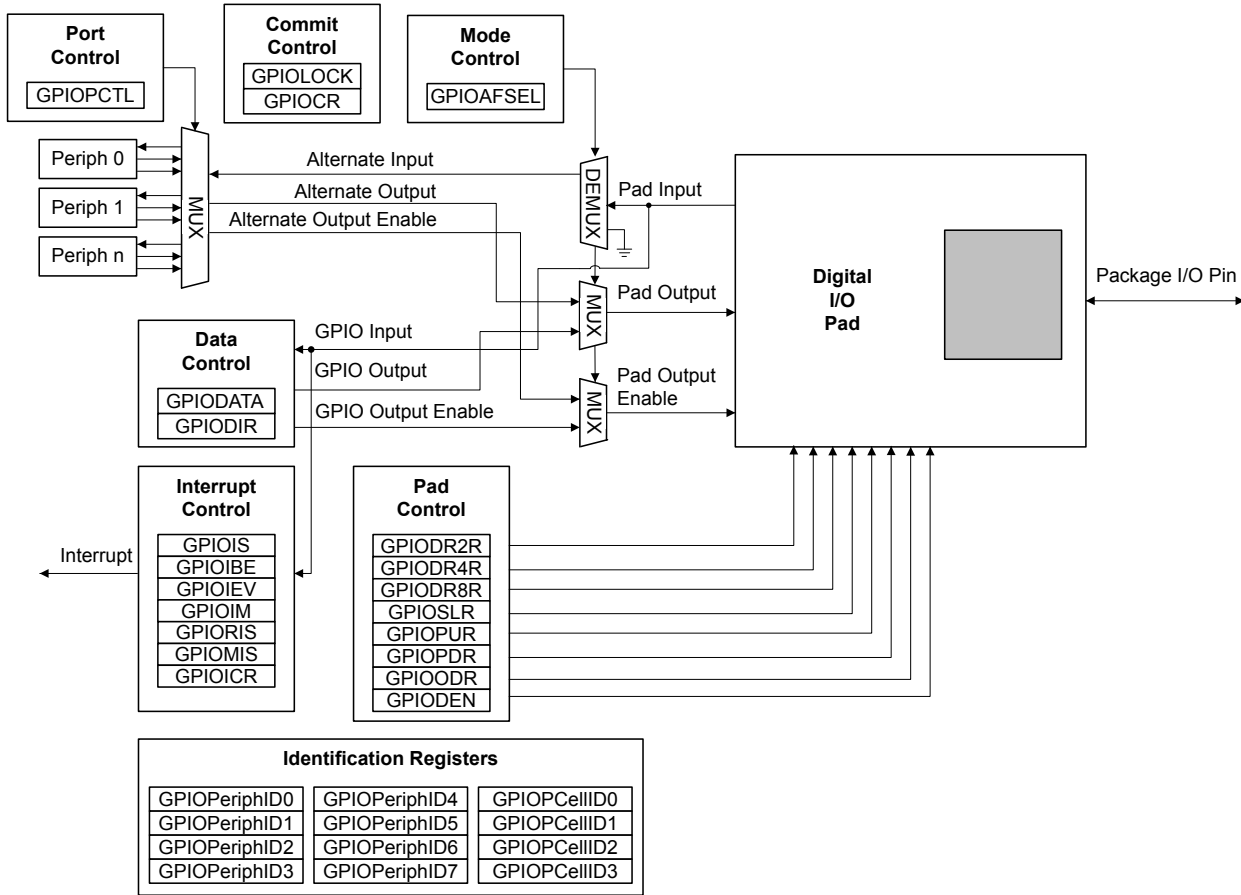 Port
Control
GPIOPCTL
Commit
Control
GPIOLOCK
GPIOCR
Mode
Control
GPIOAFSEL
Periph 0
Periph 1
Periph n
MUX
Alternate Input
Alternate Output
Alternate Output Enable
DEMUX
Pad Input
MUX
Pad Output
MUX
Pad Output
Enable
Digital
I/O
Pad
Package I/O Pin
Data
Control
GPIODATA
GPIODIR
GPIO Input
GPIO Output
GPIO Output Enable
Interrupt
Control
GPIOIS
GPIOIBE
GPIOIEV
GPIOIM
GPIORIS
GPIOMIS
GPIOICR
Interrupt
Pad
Control
GPIODR2R
GPIODR4R
GPIODR8R
GPIOSLR
GPIOPUR
GPIOPDR
GPIOODR
GPIODEN
Identification Registers
GPIOPeriphID0
GPIOPeriphID1
GPIOPeriphID2
GPIOPeriphID3
GPIOPeriphID4
GPIOPeriphID5
GPIOPeriphID6
GPIOPeriphID7
GPIOPCellID0
GPIOPCellID1
GPIOPCellID2
GPIOPCellID3